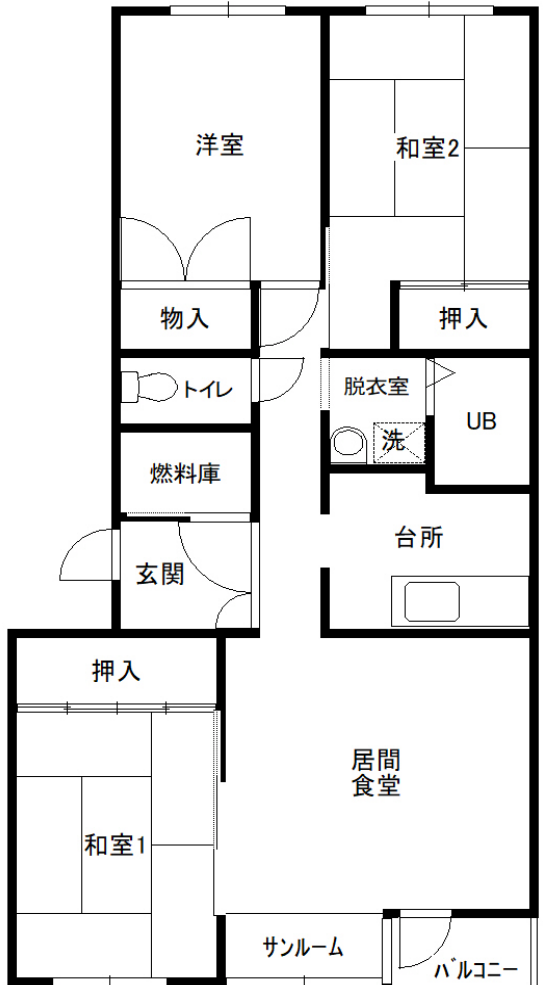 洋室
和室2
物入
押入
トイレ
脱衣室
UB
洗
燃料庫
台所
玄関
押入
居間
食堂
和室1
サンルーム
バルコニー